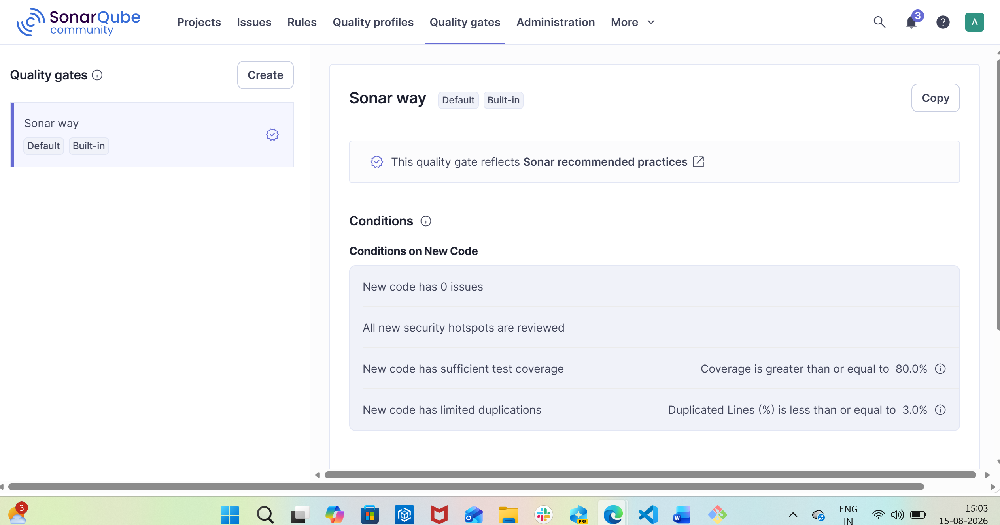 SonarQube
community
Projects
Issues
Rules
Quality profiles
Quality gates
Administration
More
3
?
A
Quality gates
Create
Sonar way
Default
Built-in
Sonar way
Default
Built-in
Copy
This quality gate reflects Sonar recommended practices
Conditions
Conditions on New Code
New code has 0 issues
All new security hotspots are reviewed
New code has sufficient test coverage
Coverage is greater than or equal to 80.0%
New code has limited duplications
Duplicated Lines (%) is less than or equal to 3.0%
3
O
PRE
W
ENG
IN
15:03
15-08-2026